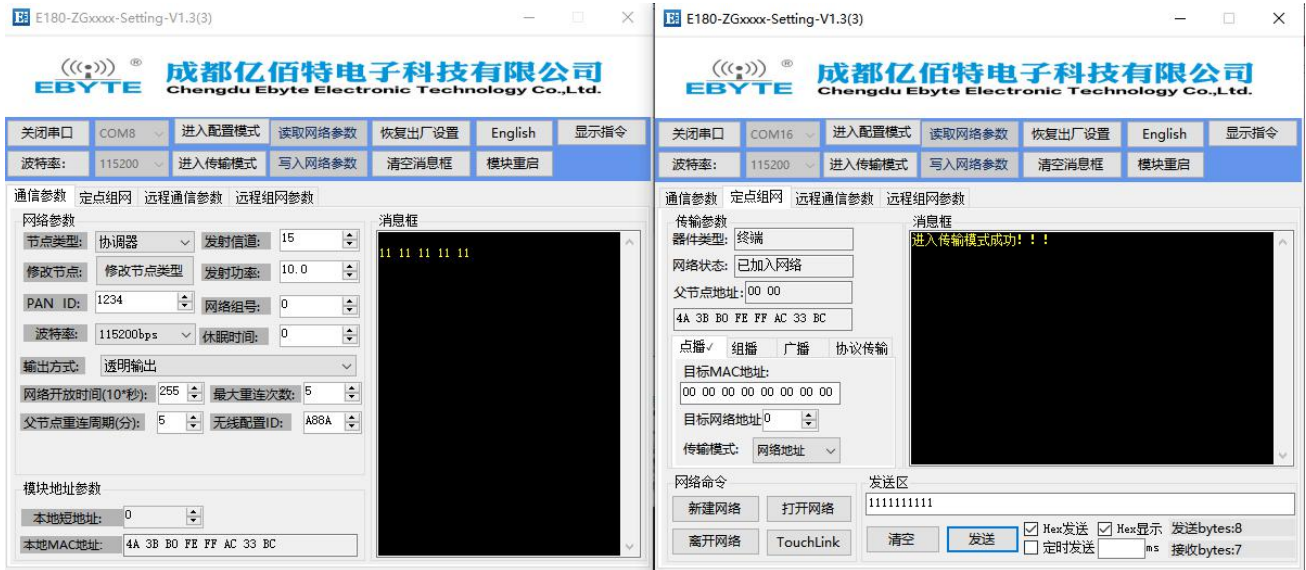 E180-ZGxxxx-Setting-V1.3(3)
EBYTE ®
成都亿佰特电子科技有限公司
Chengdu Ebyte Electronic Technology Co.,Ltd.
关闭串口 COM8 进入配置模式 读取网络参数 恢复出厂设置 English 显示指令
波特率: 115200 进入传输模式 写入网络参数 清空消息框 模块重启
通信参数 定点组网 远程通信参数 远程组网参数
网络参数 消息框
节点类型: 协调器 发射信道: 15
11 11 11 11 11
修改节点: 修改节点类型 发射功率: 10.0
PAN ID: 1234 网络组号: 0
波特率: 115200bps 休眠时间: 0
输出方式: 透明输出
网络开放时间(10*秒): 255 最大重连次数: 5
父节点重连周期(分): 5 无线配置ID: A88A
模块地址参数
本地短地址: 0
本地MAC地址: 4A 3B B0 FE FF AC 33 BC
E180-ZGxxxx-Setting-V1.3(3)
EBYTE ®
成都亿佰特电子科技有限公司
Chengdu Ebyte Electronic Technology Co.,Ltd.
关闭串口 COM16 进入配置模式 读取网络参数 恢复出厂设置 English 显示指令
波特率: 115200 进入传输模式 写入网络参数 清空消息框 模块重启
通信参数 定点组网 远程通信参数 远程组网参数
传输参数 消息框
器件类型: 终端
进入传输模式成功!!!
网络状态: 已加入网络
父节点地址: 00 00
4A 3B B0 FE FF AC 33 BC
点播✓ 组播 广播 协议传输
目标MAC地址:
00 00 00 00 00 00 00 00
目标网络地址 0
传输模式: 网络地址
网络命令 发送区
新建网络 打开网络 1111111111
离开网络 TouchLink 清空 发送 Hex发送 Hex显示 发送bytes:8
定时发送 ms 接收bytes:7